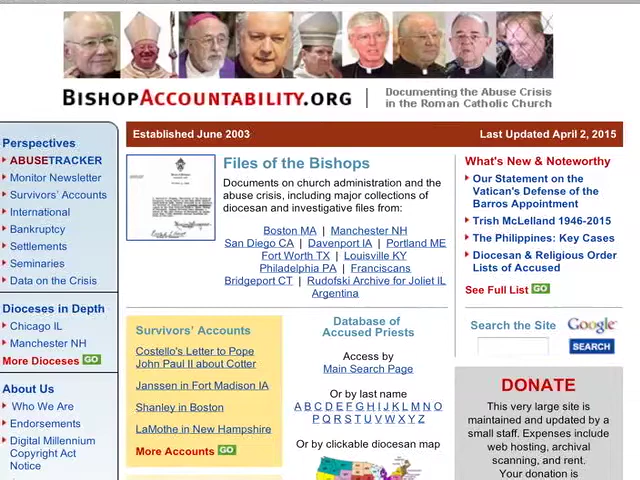 BISHOPACCOUNTABILITY.ORG
Documenting the Abuse Crisis
in the Roman Catholic Church
Established June 2003
Last Updated April 2, 2015
Perspectives
ABUSETRACKER
Monitor Newsletter
Survivors' Accounts
International
Bankruptcy
Settlements
Seminaries
Data on the Crisis
Dioceses in Depth
Chicago IL
Manchester NH
More Dioceses GO
About Us
Who We Are
Endorsements
Digital Millennium
Copyright Act
Notice
Files of the Bishops
Documents on church administration and the
abuse crisis, including major collections of
diocesan and investigative files from:
Boston MA | Manchester NH
San Diego CA | Davenport IA | Portland ME
Fort Worth TX | Louisville KY
Philadelphia PA | Franciscans
Bridgeport CT | Rudofski Archive for Joliet IL
Argentina
Survivors' Accounts
Costello's Letter to Pope
John Paul II about Cotter
Janssen in Fort Madison IA
Shanley in Boston
LaMothe in New Hampshire
More Accounts GO
Database of
Accused Priests
Access by
Main Search Page
Or by last name
A B C D E F G H I J K L M N O
P Q R S T U V W X Y Z
Or by clickable diocesan map
What's New & Noteworthy
Our Statement on the
Vatican's Defense of the
Barros Appointment
Trish McLelland 1946-2015
The Philippines: Key Cases
Diocesan & Religious Order
Lists of Accused
See Full List GO
Search the Site
Google
SEARCH
DONATE
This very large site is
maintained and updated by a
small staff. Expenses include
web hosting, archival
scanning, and rent.
Your donation is